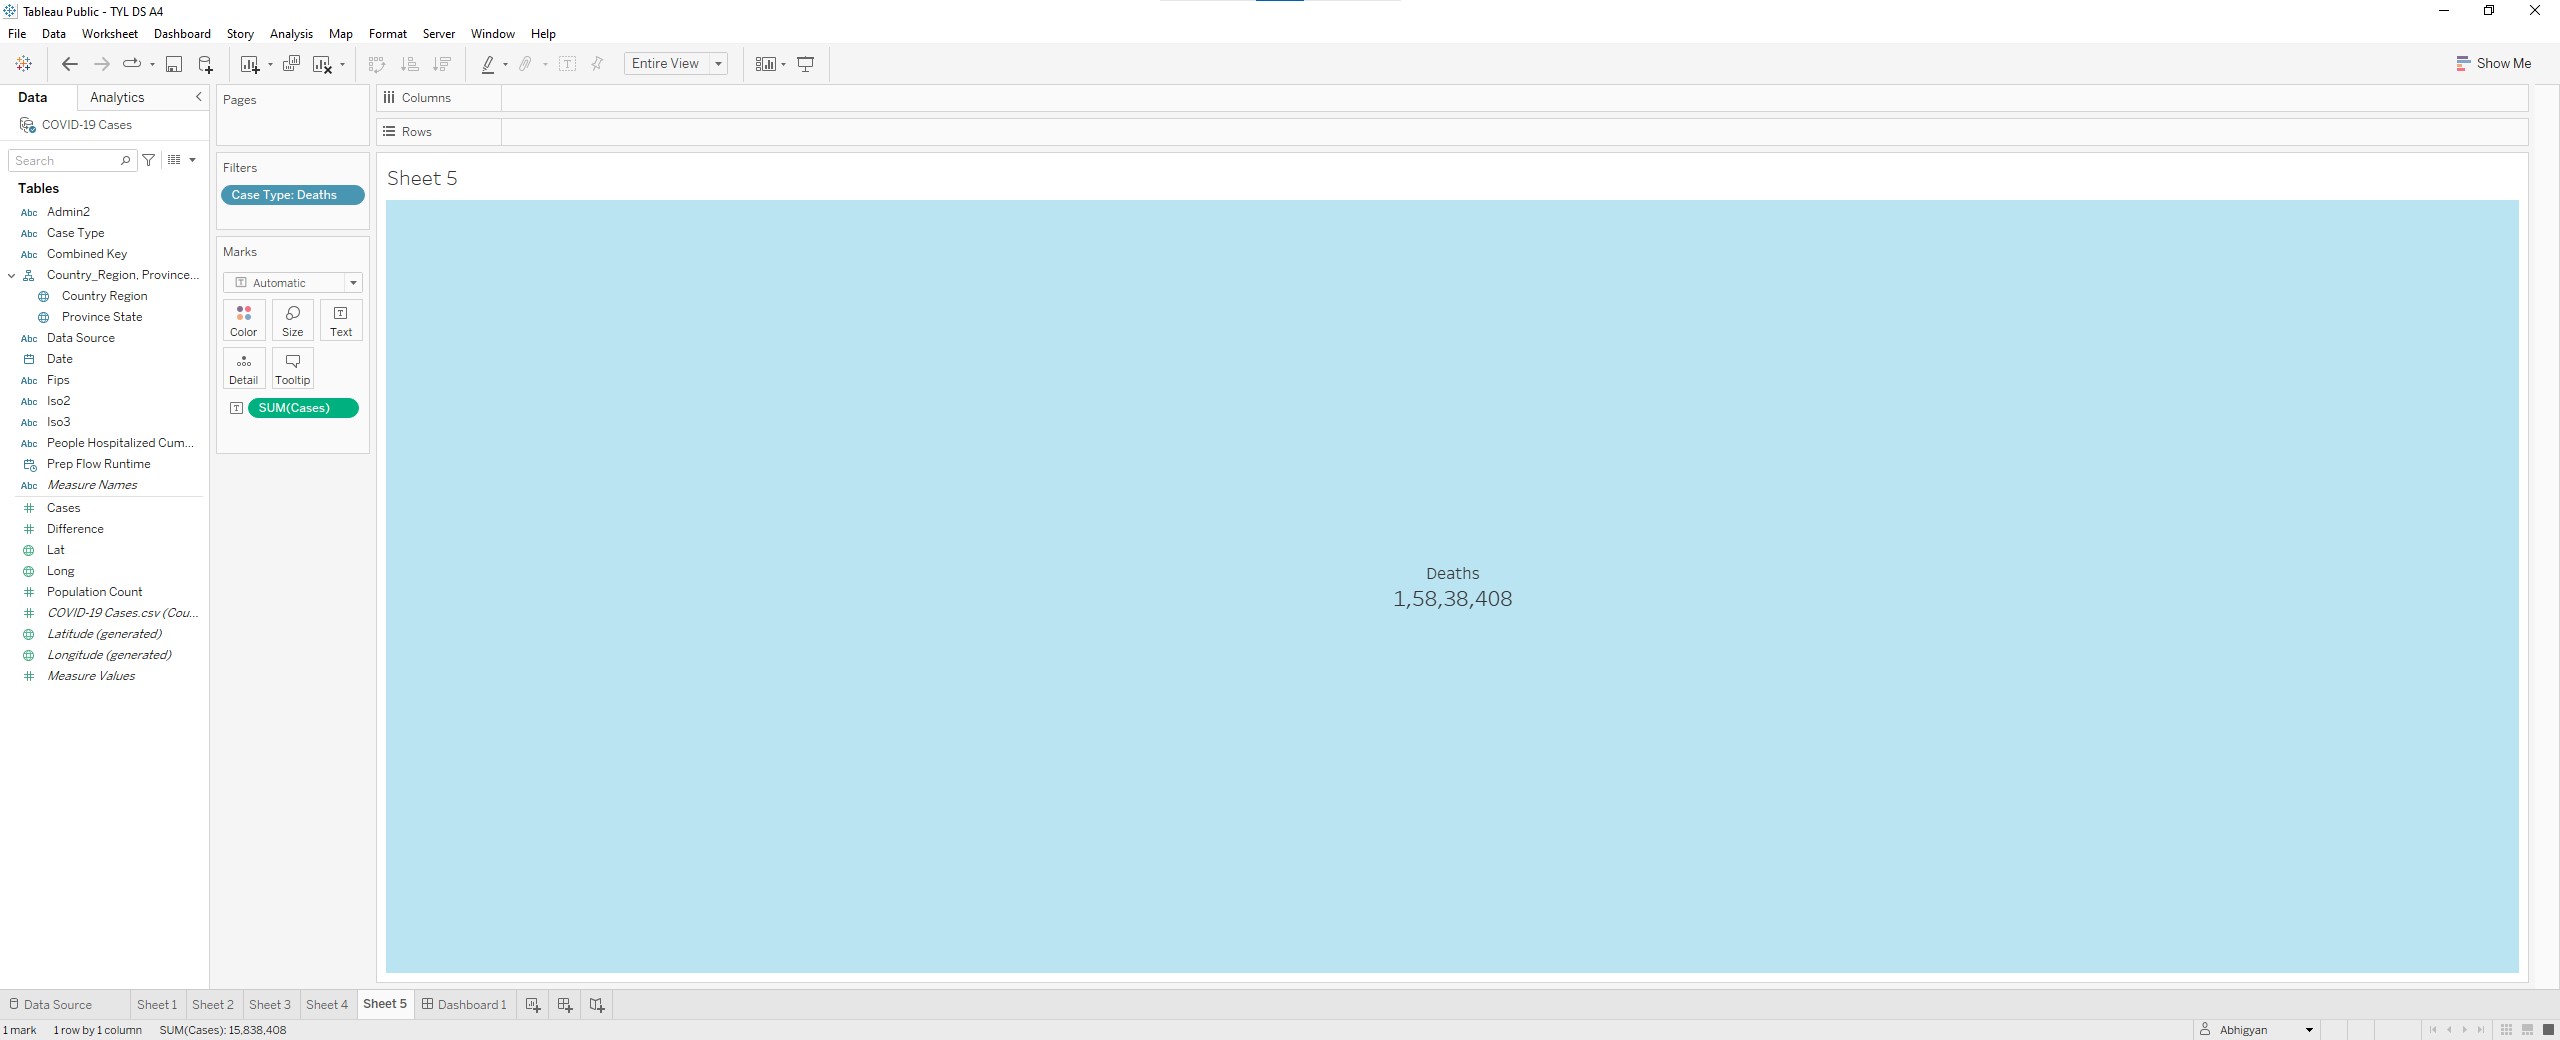 Tableau Public - TYL DS A4
File Data Worksheet Dashboard Story Analysis Map Format Server Window Help
Entire View
Show Me
Data Analytics
COVID-19 Cases
Search
Tables
Abc Admin2
Abc Case Type
Abc Combined Key
Country_Region, Province...
Country Region
Province State
Abc Data Source
Date
Abc Fips
Abc Iso2
Abc Iso3
Abc People Hospitalized Cum...
Prep Flow Runtime
Abc Measure Names
# Cases
# Difference
Lat
Long
# Population Count
# COVID-19 Cases.csv (Cou...
Latitude (generated)
Longitude (generated)
# Measure Values
Pages
Filters
Case Type: Deaths
Marks
T Automatic
Color Size T Text
Detail Tooltip
T SUM(Cases)
Columns
Rows
Sheet 5
Deaths
1,58,38,408
Data Source Sheet 1 Sheet 2 Sheet 3 Sheet 4 Sheet 5 Dashboard 1
1 mark 1 row by 1 column SUM(Cases): 15,838,408 Abhigyan